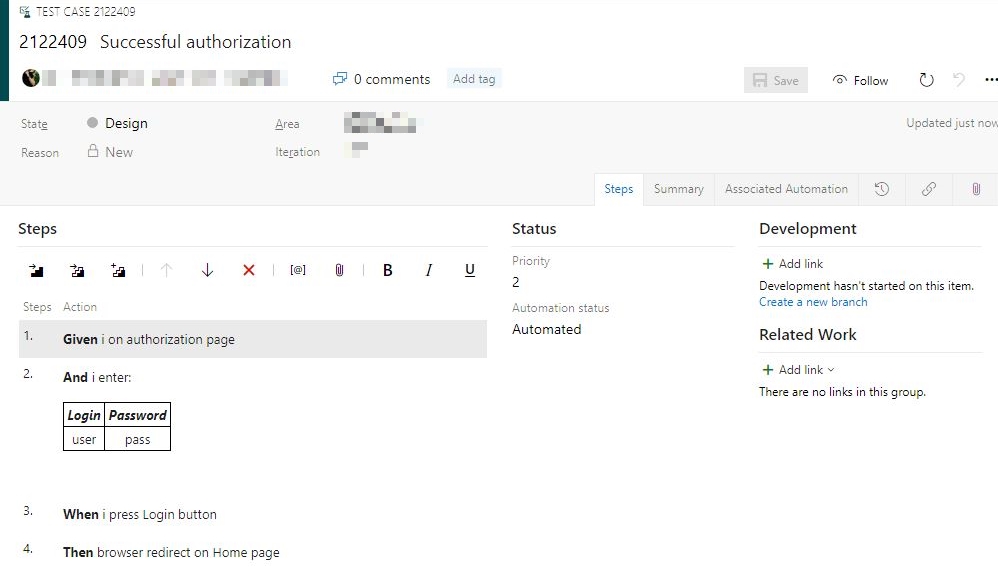 TEST CASE 2122409
2122409 Successful authorization
0 comments Add tag Save Follow
State Design Area Updated just now
Reason New Iteration
Steps Summary Associated Automation
Steps Status Development
Priority Add link
B I U 2 Development hasn't started on this item.
Steps Action Automation status Create a new branch
1. Given i on authorization page Automated Related Work
2. And i enter: Add link
There are no links in this group.
Login Password
user pass
3. When i press Login button
4. Then browser redirect on Home page